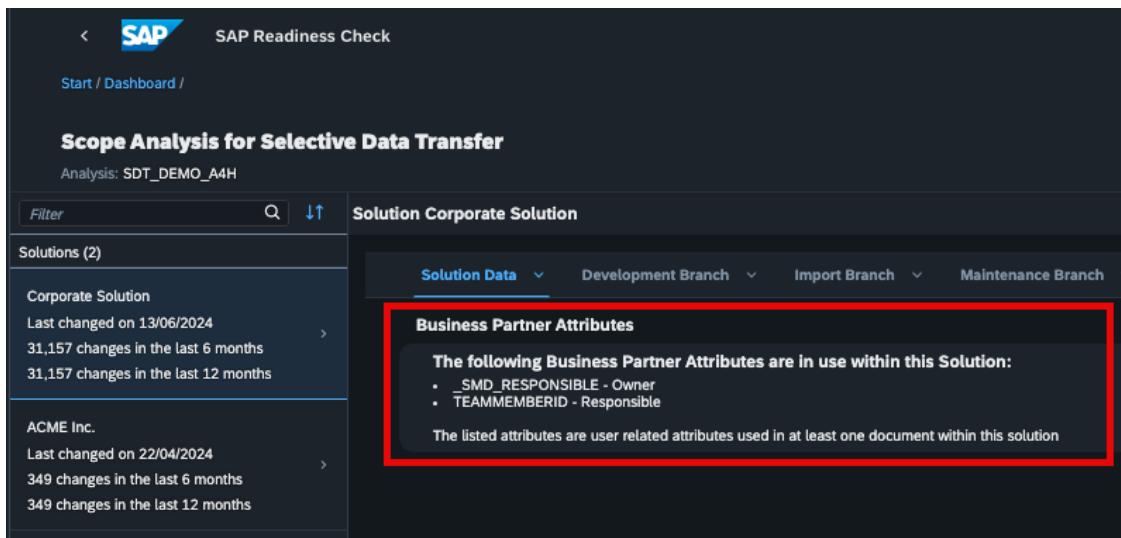 SAP SAP Readiness Check
Start / Dashboard /
Scope Analysis for Selective Data Transfer
Analysis: SDT_DEMO_A4H
Filter
Solutions (2)
Corporate Solution
Last changed on 13/06/2024
31,157 changes in the last 6 months
31,157 changes in the last 12 months
ACME Inc.
Last changed on 22/04/2024
349 changes in the last 6 months
349 changes in the last 12 months
Solution Corporate Solution
Solution Data Development Branch Import Branch Maintenance Branch
Business Partner Attributes
The following Business Partner Attributes are in use within this Solution:
• _SMD_RESPONSIBLE - Owner
• TEAMMEMBERID - Responsible
The listed attributes are user related attributes used in at least one document within this solution